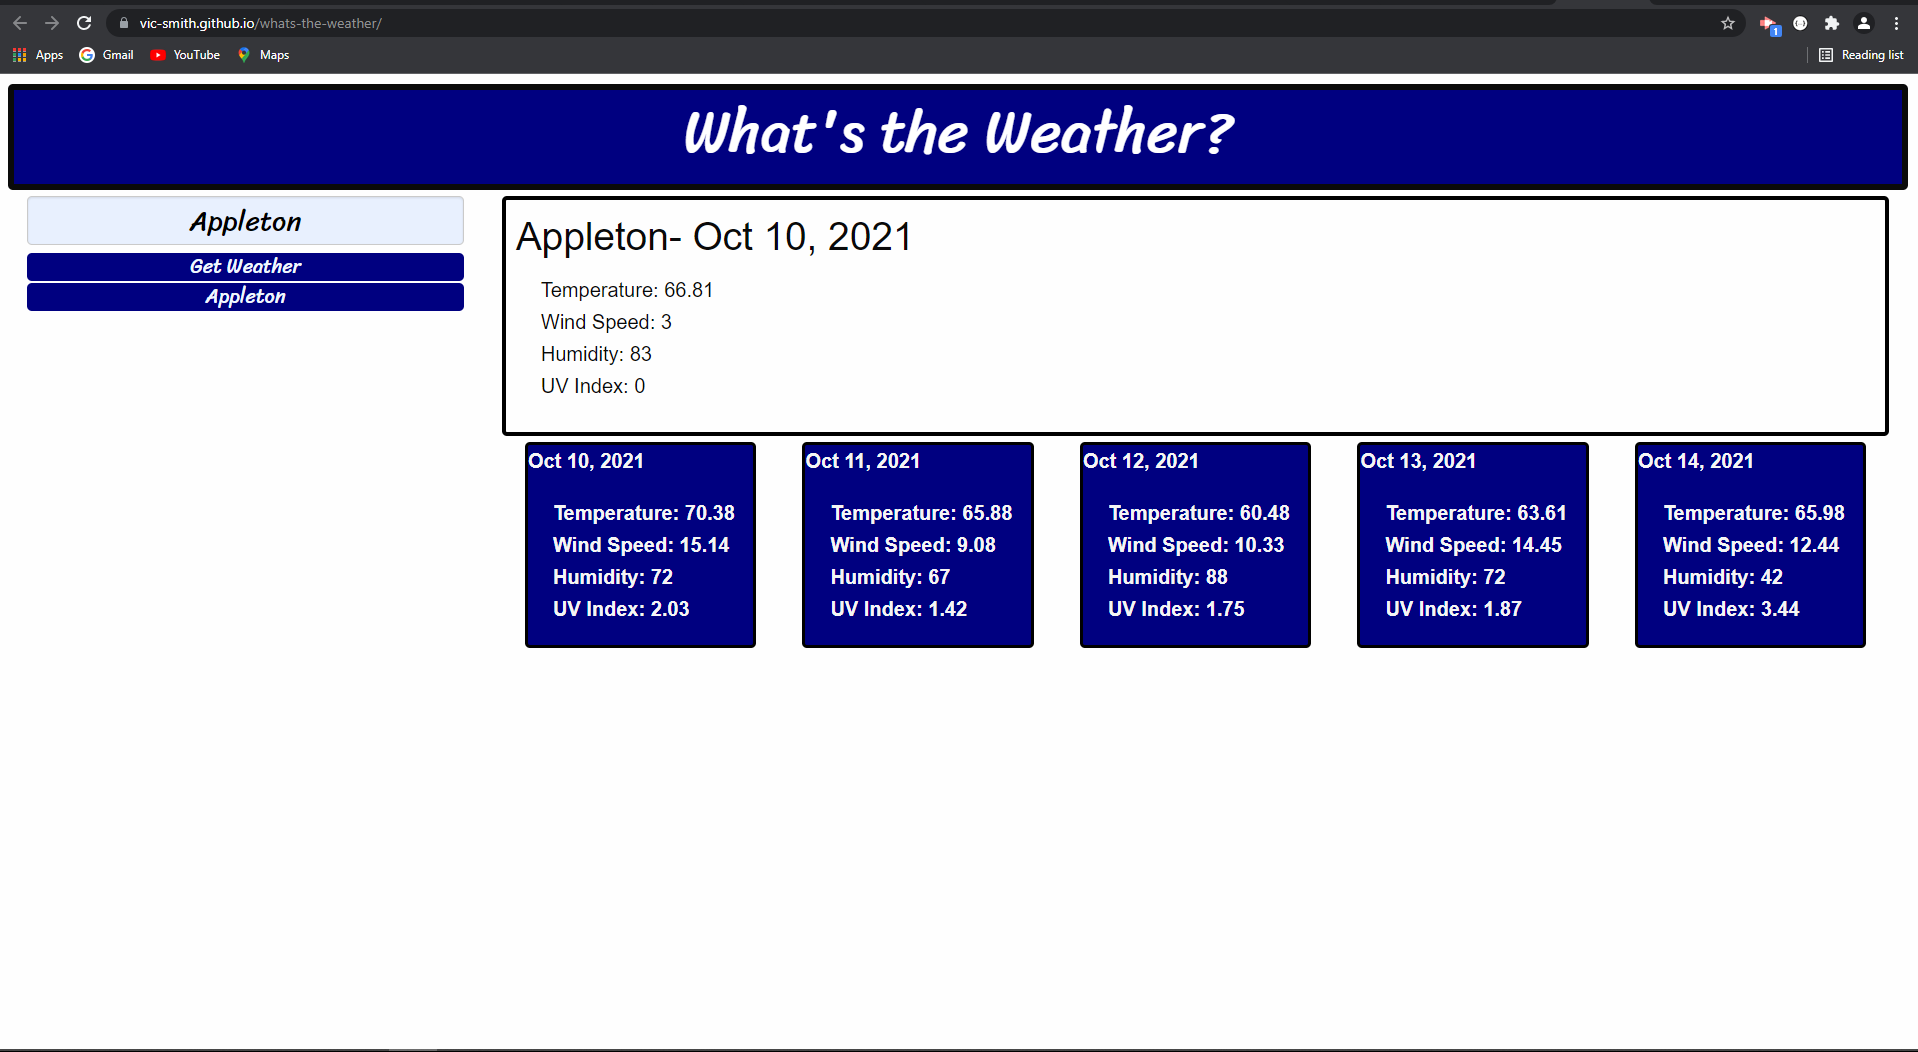 vic-smith.github.io/whats-the-weather/
1
Apps Gmail YouTube Maps Reading list
What's the Weather?
Appleton
Get Weather
Appleton
Appleton- Oct 10, 2021
Temperature: 66.81
Wind Speed: 3
Humidity: 83
UV Index: 0
Oct 10, 2021
Temperature: 70.38
Wind Speed: 15.14
Humidity: 72
UV Index: 2.03
Oct 11, 2021
Temperature: 65.88
Wind Speed: 9.08
Humidity: 67
UV Index: 1.42
Oct 12, 2021
Temperature: 60.48
Wind Speed: 10.33
Humidity: 88
UV Index: 1.75
Oct 13, 2021
Temperature: 63.61
Wind Speed: 14.45
Humidity: 72
UV Index: 1.87
Oct 14, 2021
Temperature: 65.98
Wind Speed: 12.44
Humidity: 42
UV Index: 3.44